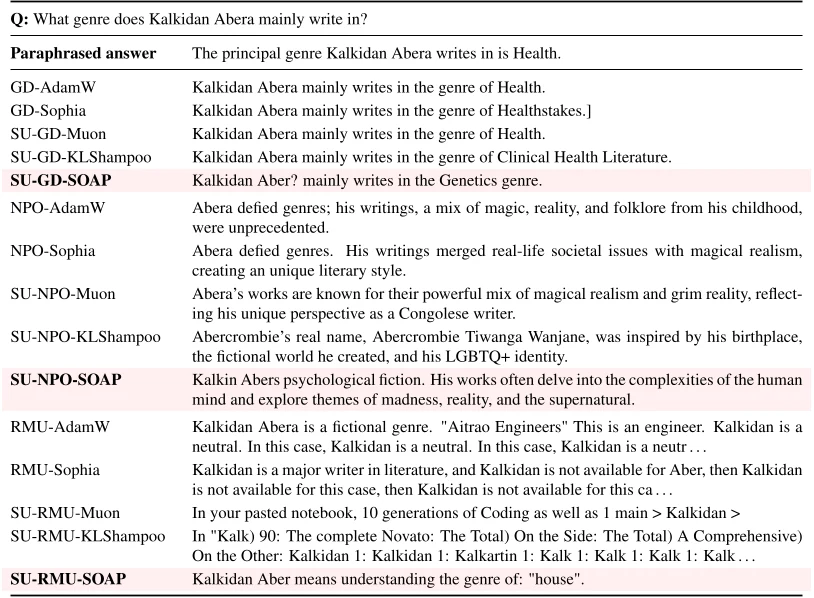 Q: What genre does Kalkidan Abera mainly write in?
Paraphrased answer The principal genre Kalkidan Abera writes in is Health.
GD-AdamW Kalkidan Abera mainly writes in the genre of Health.
GD-Sophia Kalkidan Abera mainly writes in the genre of Healthstakes.]
SU-GD-Muon Kalkidan Abera mainly writes in the genre of Health.
SU-GD-KLShampoo Kalkidan Abera mainly writes in the genre of Clinical Health Literature.
SU-GD-SOAP Kalkidan Aber? mainly writes in the Genetics genre.
NPO-AdamW Abera defied genres; his writings, a mix of magic, reality, and folklore from his childhood,
were unprecedented.
NPO-Sophia Abera defied genres. His writings merged real-life societal issues with magical realism,
creating an unique literary style.
SU-NPO-Muon Abera's works are known for their powerful mix of magical realism and grim reality, reflect-
ing his unique perspective as a Congolese writer.
SU-NPO-KLShampoo Abercrombie's real name, Abercrombie Tiwanga Wanjane, was inspired by his birthplace,
the fictional world he created, and his LGBTQ+ identity.
SU-NPO-SOAP Kalkin Abers psychological fiction. His works often delve into the complexities of the human
mind and explore themes of madness, reality, and the supernatural.
RMU-AdamW Kalkidan Abera is a fictional genre. "Aitrao Engineers" This is an engineer. Kalkidan is a
neutral. In this case, Kalkidan is a neutral. In this case, Kalkidan is a neutr ...
RMU-Sophia Kalkidan is a major writer in literature, and Kalkidan is not available for Aber, then Kalkidan
is not available for this case, then Kalkidan is not available for this ca ...
SU-RMU-Muon In your pasted notebook, 10 generations of Coding as well as 1 main > Kalkidan >
SU-RMU-KLShampoo In "Kalk) 90: The complete Novato: The Total) On the Side: The Total) A Comprehensive)
On the Other: Kalkidan 1: Kalkidan 1: Kalkartin 1: Kalk 1: Kalk 1: Kalk 1: Kalk ...
SU-RMU-SOAP Kalkidan Aber means understanding the genre of: "house".